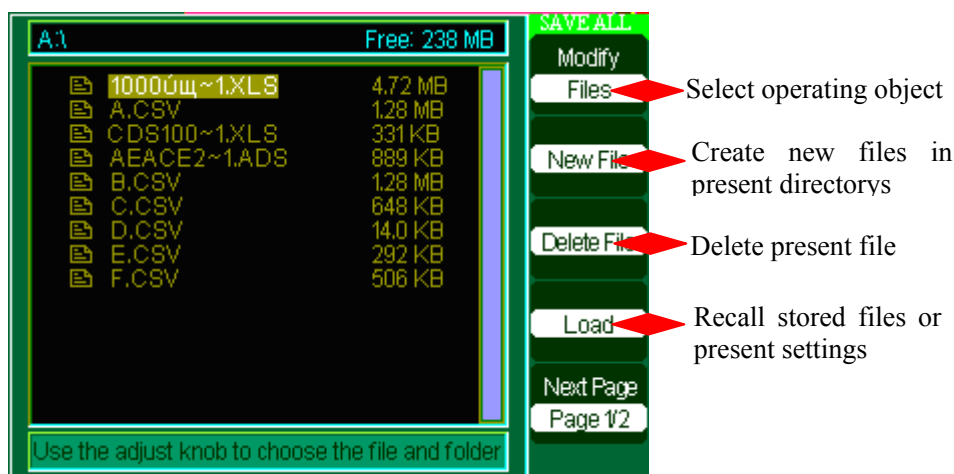 A:\ Free: 238 MB
1000úщ~1.XLS 4.72 MB
A.CSV 1.28 MB
CDS100~1.XLS 331 KB
AEACE2~1.ADS 889 KB
B.CSV 1.28 MB
C.CSV 648 KB
D.CSV 14.0 KB
E.CSV 292 KB
F.CSV 506 KB
Use the adjust knob to choose the file and folder
SAVE ALL
Modify
Files
New File
Delete File
Load
Next Page
Page 1/2
Select operating object
Create new files in
present directorys
Delete present file
Recall stored files or
present settings